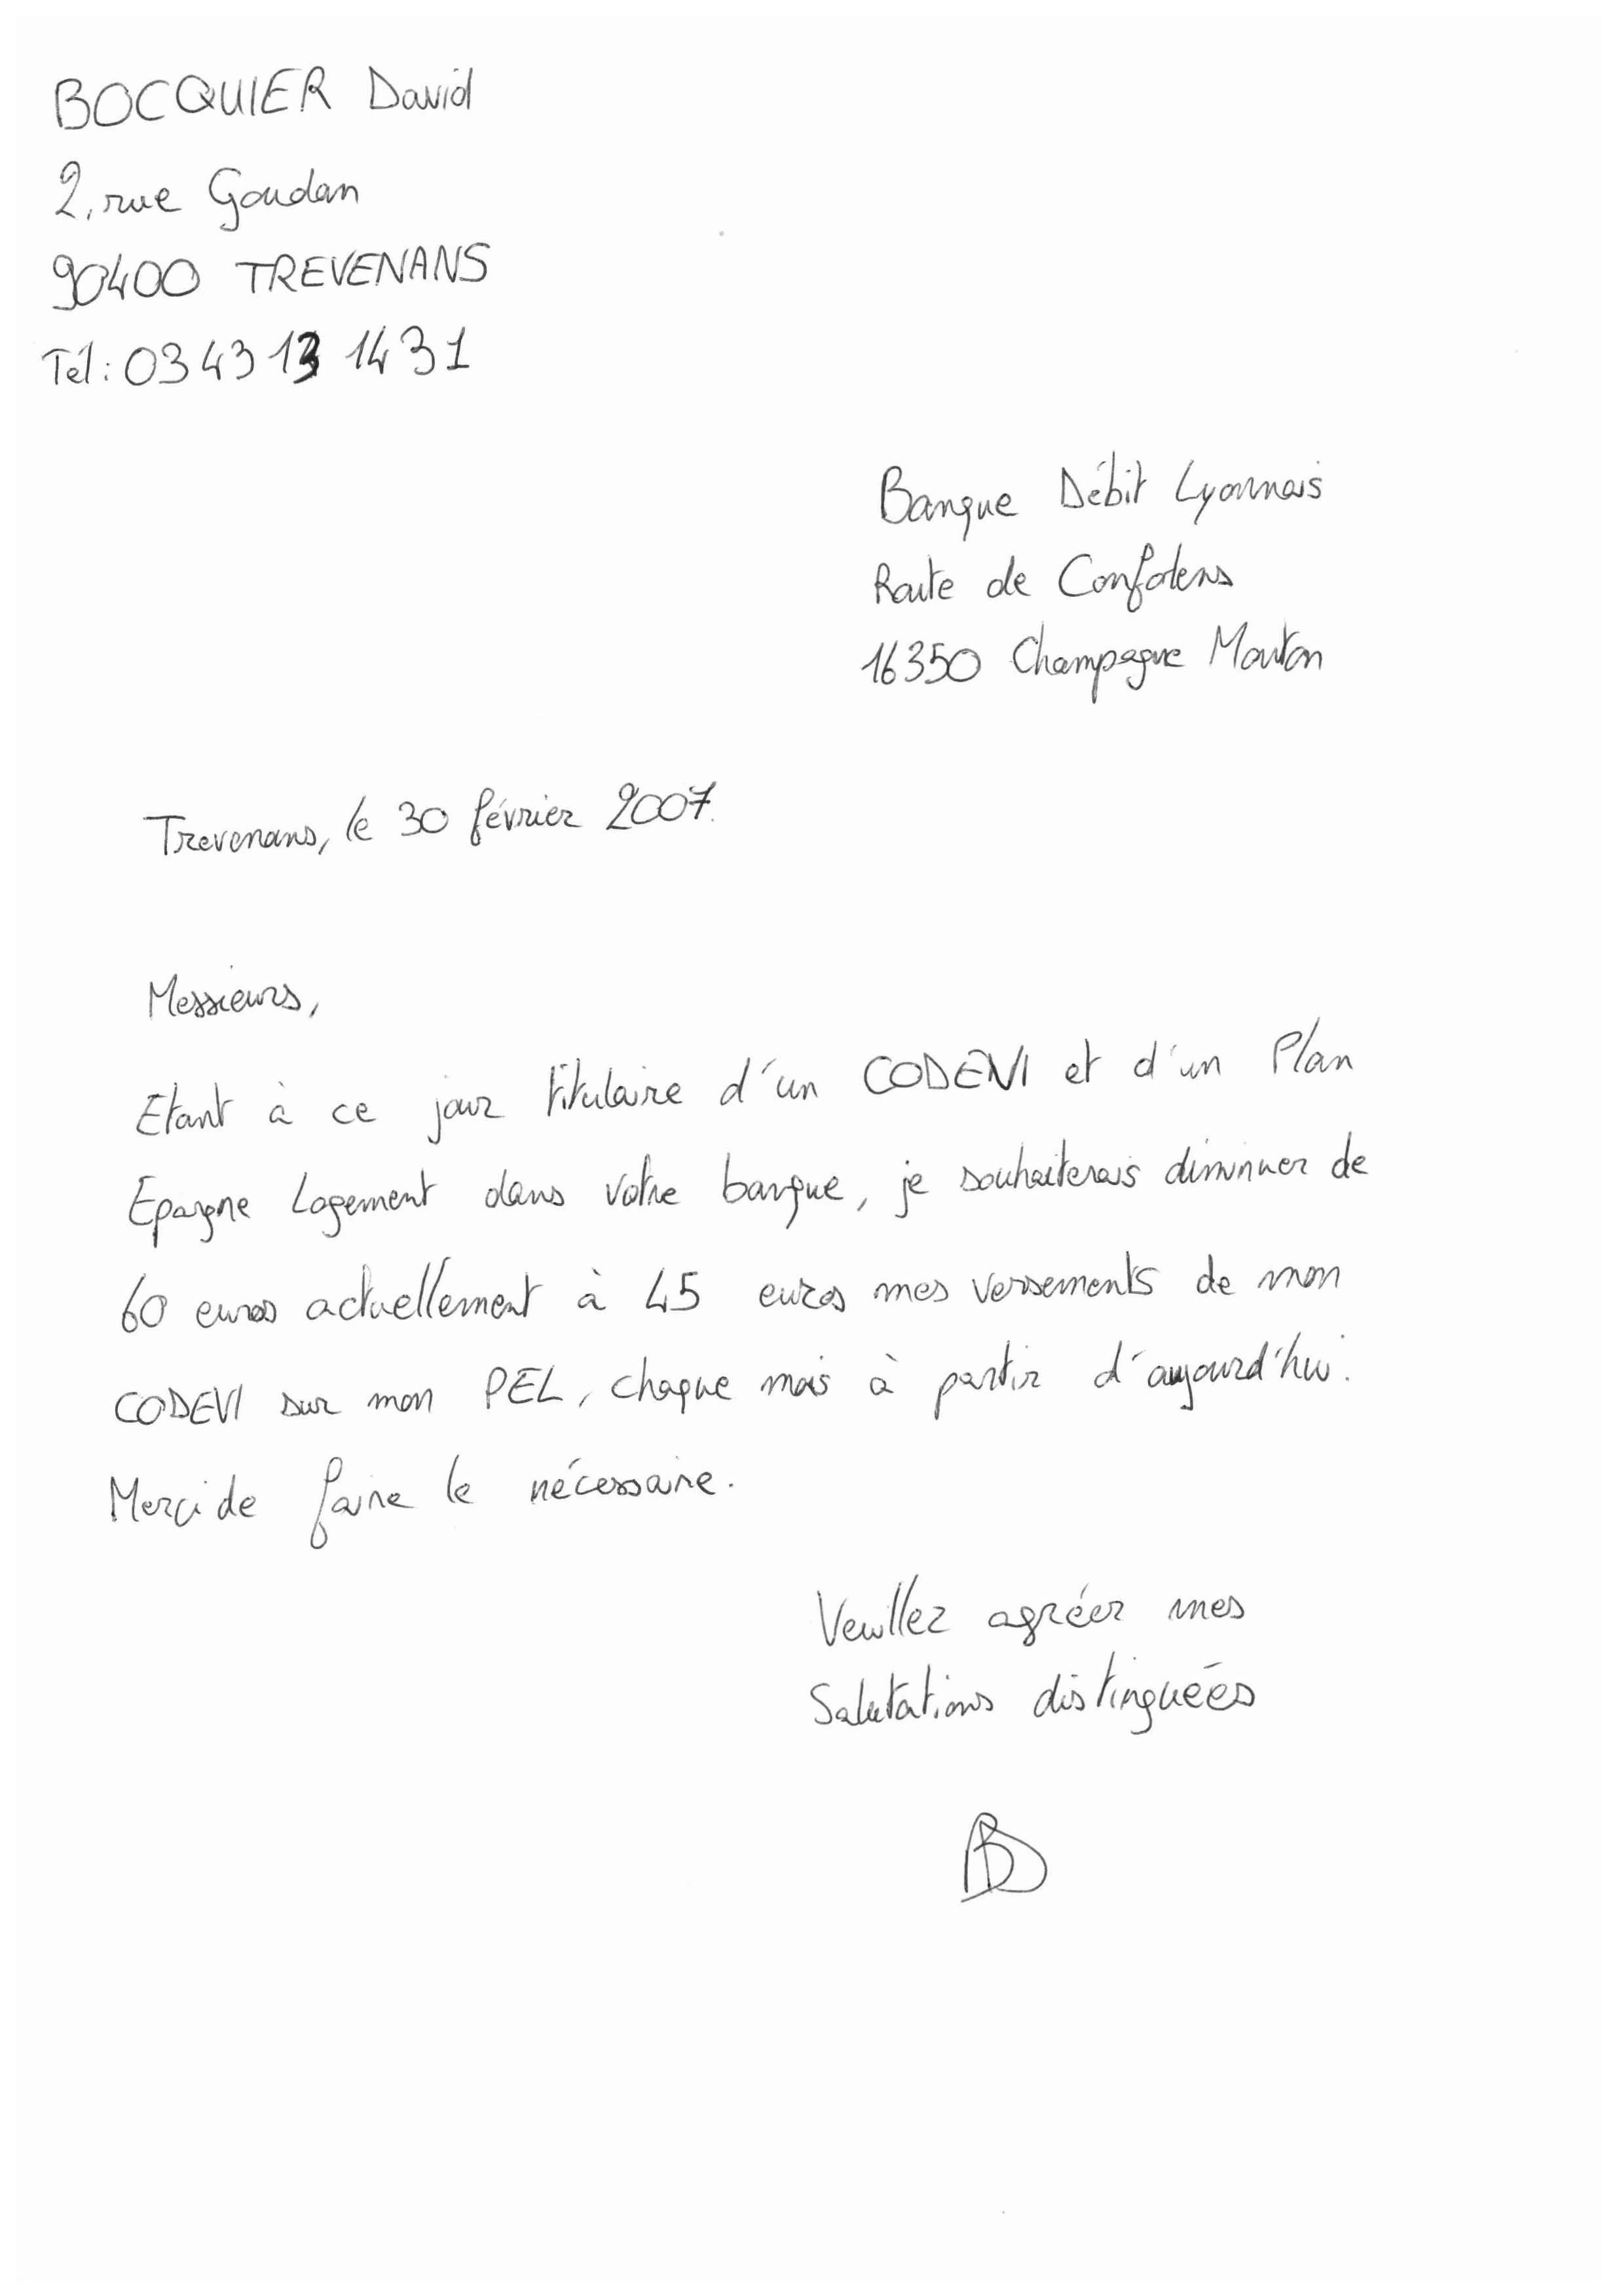 BOCQUIER David
2, rue Goudan
90400 TREVENANS
Tél : 03 43 13 14 31
Banque Débit Lyonnais
Route de Confolens
16350 Champagne Mouton
Trevenans, le 30 février 2007.
Messieurs,
Etant à ce jour titulaire d'un CODEVI et d'un Plan
Epargne Logement dans votre banque, je souhaiterais diminuer de
60 euros actuellement à 45 euros mes versements de mon
CODEVI sur mon PEL, chaque mois à partir d'aujourd'hui.
Merci de faire le nécessaire.
Veuillez agréer mes
Salutations distinguées
BD